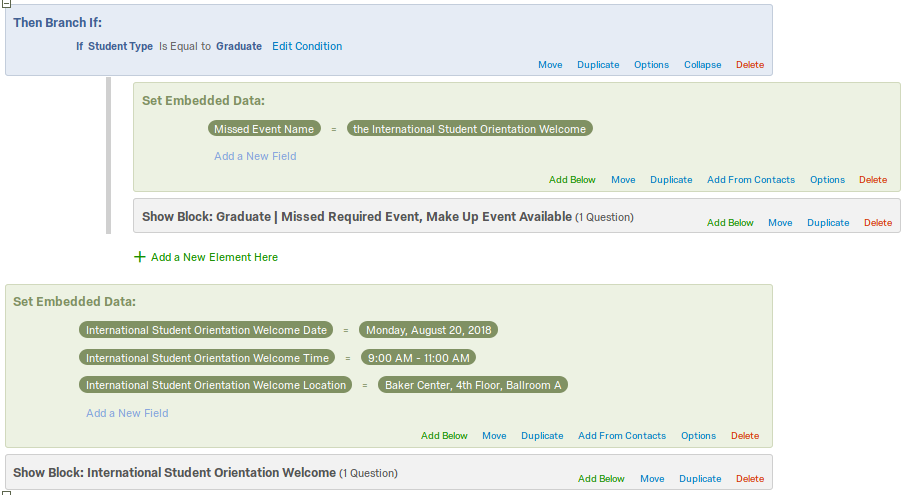 Then Branch If:
If Student Type Is Equal to Graduate Edit Condition
Move Duplicate Options Collapse Delete
Set Embedded Data:
Missed Event Name = the International Student Orientation Welcome
Add a New Field
Add Below Move Duplicate Add From Contacts Options Delete
Show Block: Graduate | Missed Required Event, Make Up Event Available (1 Question)
Add Below Move Duplicate Delete
+ Add a New Element Here
Set Embedded Data:
International Student Orientation Welcome Date = Monday, August 20, 2018
International Student Orientation Welcome Time = 9:00 AM - 11:00 AM
International Student Orientation Welcome Location = Baker Center, 4th Floor, Ballroom A
Add a New Field
Add Below Move Duplicate Add From Contacts Options Delete
Show Block: International Student Orientation Welcome (1 Question)
Add Below Move Duplicate Delete